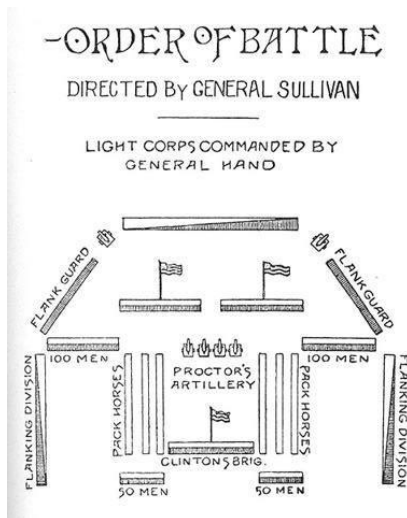 -ORDER OF BATTLE
DIRECTED BY GENERAL SULLIVAN
LIGHT CORPS COMMANDED BY
GENERAL HAND
FLANK GUARD
FLANK GUARD
100 MEN
100 MEN
FLANKING DIVISION
PACK HORSES
PROCTOR'S
ARTILLERY
PACK HORSES
FLANKING DIVISION
CLINTONS BRIG.
50 MEN
50 MEN